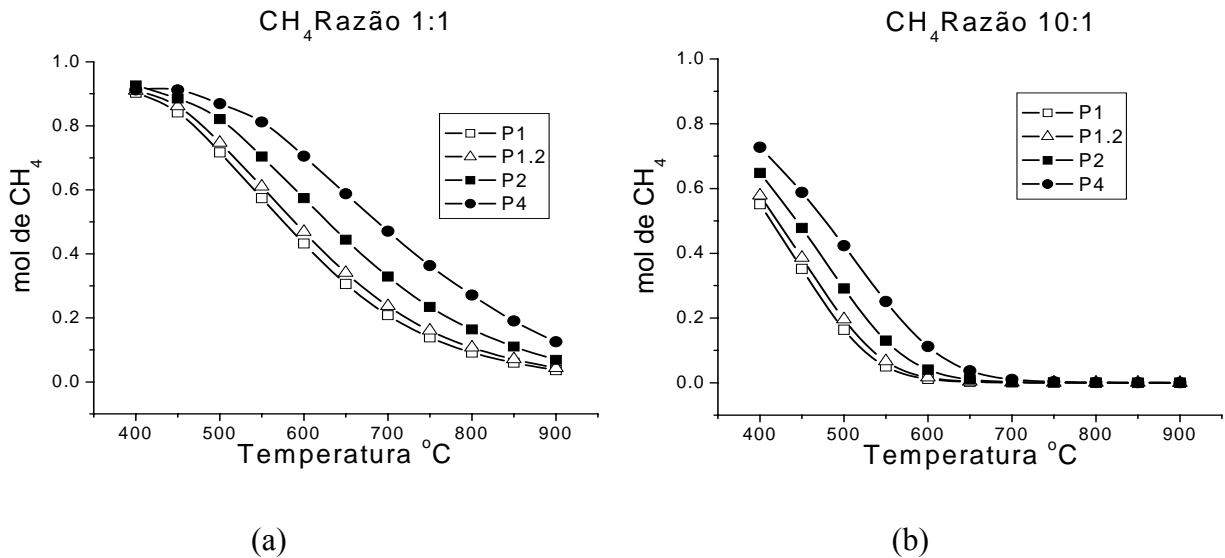 CH4Razão 1:1
mol de CH4
1.0
0.8
0.6
0.4
0.2
0.0
P1
P1.2
P2
P4
400 500 600 700 800 900
Temperatura oC
(a)
CH4Razão 10:1
mol de CH4
1.0
0.8
0.6
0.4
0.2
0.0
P1
P1.2
P2
P4
400 500 600 700 800 900
Temperatura oC
(b)